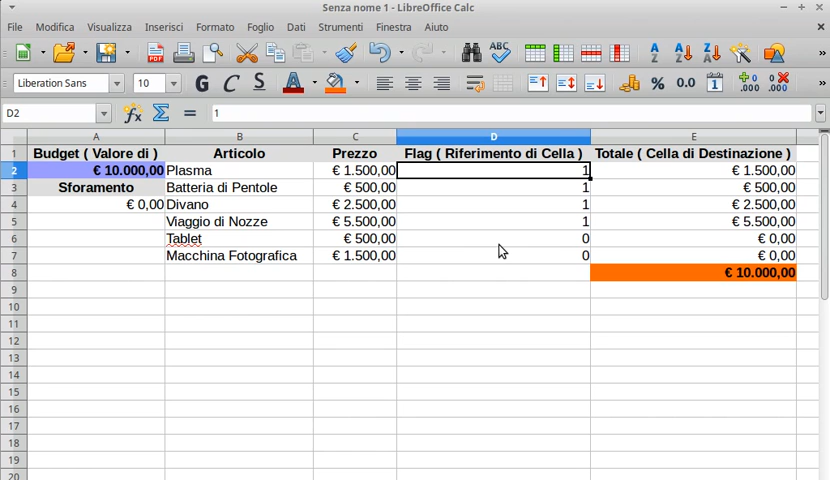 Senza nome 1 - LibreOffice Calc
File Modifica Visualizza Inserisci Formato Foglio Dati Strumenti Finestra Aiuto
PDF ABC A Z A Z Z A
Liberation Sans 10 G C S A % 0.0 1 +0 .000 .000
D2 fx Σ = 1
A B C D E
1 Budget ( Valore di ) Articolo Prezzo Flag ( Riferimento di Cella ) Totale ( Cella di Destinazione )
2 € 10.000,00 Plasma € 1.500,00 1 € 1.500,00
3 Sforamento Batteria di Pentole € 500,00 1 € 500,00
4 € 0,00 Divano € 2.500,00 1 € 2.500,00
5 Viaggio di Nozze € 5.500,00 1 € 5.500,00
6 Tablet € 500,00 0 € 0,00
7 Macchina Fotografica € 1.500,00 0 € 0,00
8 € 10.000,00
9
10
11
12
13
14
15
16
17
18
19
20